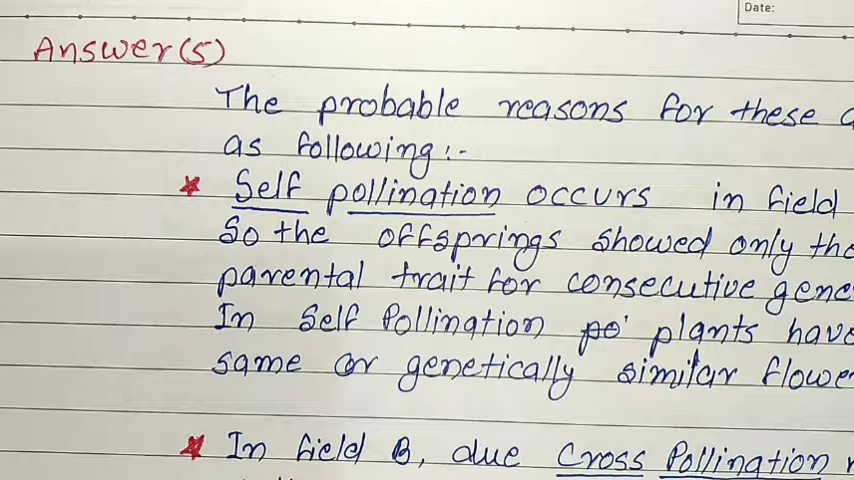 Date:
Answer(5)
The probable reasons for these
as following:-
Self pollination occurs in field
So the offsprings showed only the
parental trait for consecutive gene
In Self Pollination plants have
same or genetically similar flowe
In field B, due Cross Pollination